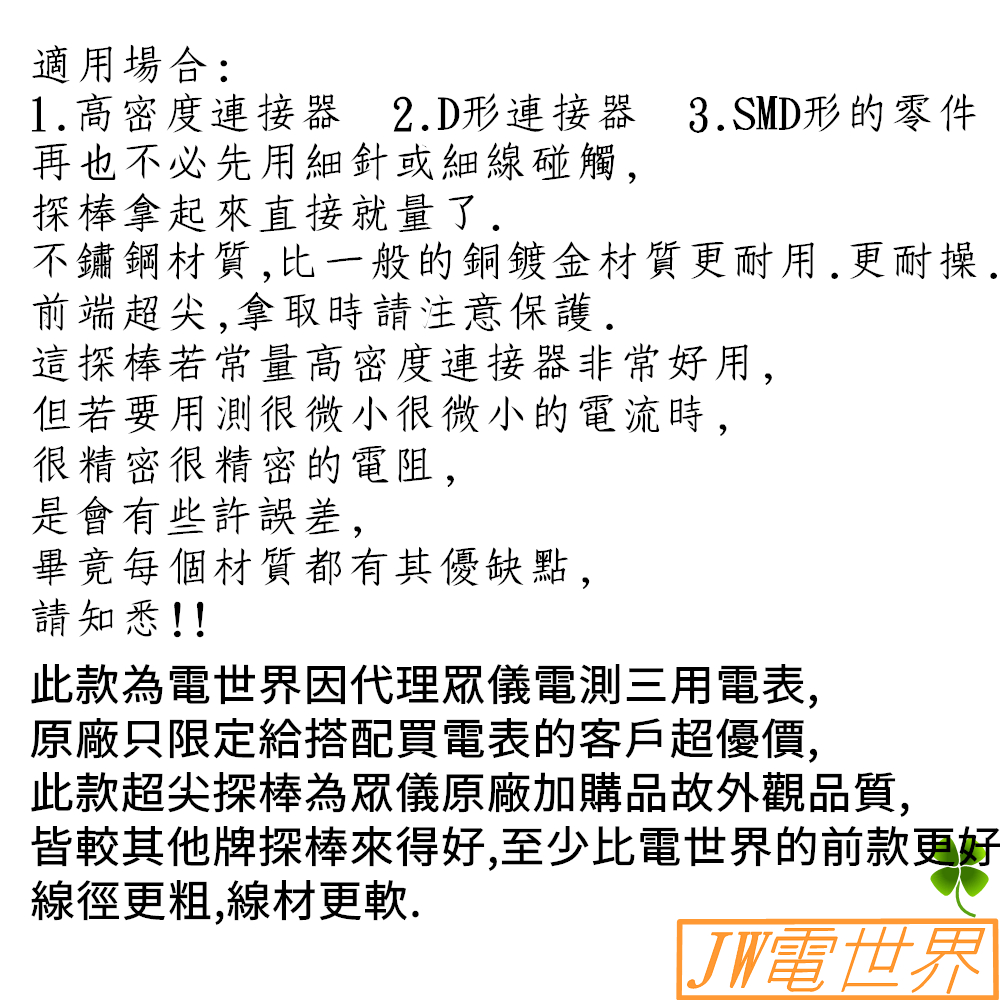 適用場合:
1.高密度連接器　2.D形連接器　3.SMD形的零件
再也不必先用細針或細線碰觸,
探棒拿起來直接就量了.
不鏽鋼材質,比一般的銅鍍金材質更耐用.更耐操.
前端超尖,拿取時請注意保護.
這探棒若常量高密度連接器非常好用,
但若要用測很微小很微小的電流時,
很精密很精密的電阻,
是會有些許誤差,
畢竟每個材質都有其優缺點,
請知悉!!
此款為電世界因代理眾儀電測三用電表,
原廠只限定給搭配買電表的客戶超優價,
此款超尖探棒為眾儀原廠加購品故外觀品質,
皆較其他牌探棒來得好,至少比電世界的前款更好
線徑更粗,線材更軟.
JW電世界